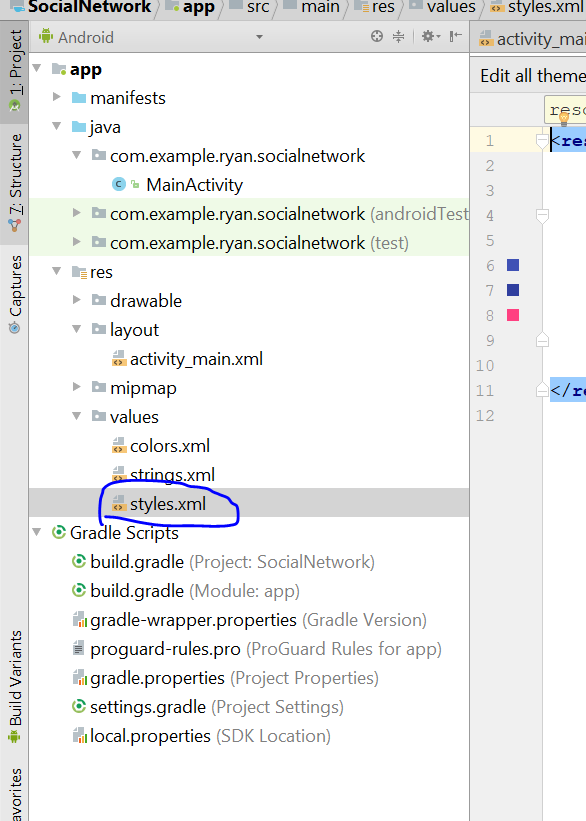 SocialNetwork app src main res values styles.xml
1: Project
Android
activity_ma
app
Edit all theme
manifests
reso
java
1 <res
com.example.ryan.socialnetwork
2
MainActivity
3
7: Structure
com.example.ryan.socialnetwork (androidTest
4
com.example.ryan.socialnetwork (test)
5
res
6
Captures
drawable
7
layout
8
activity_main.xml
9
mipmap
10
values
11 </re
colors.xml
12
strings.xml
styles.xml
Gradle Scripts
build.gradle (Project: SocialNetwork)
build.gradle (Module: app)
gradle-wrapper.properties (Gradle Version)
Build Variants
proguard-rules.pro (ProGuard Rules for app)
gradle.properties (Project Properties)
settings.gradle (Project Settings)
local.properties (SDK Location)
avorites